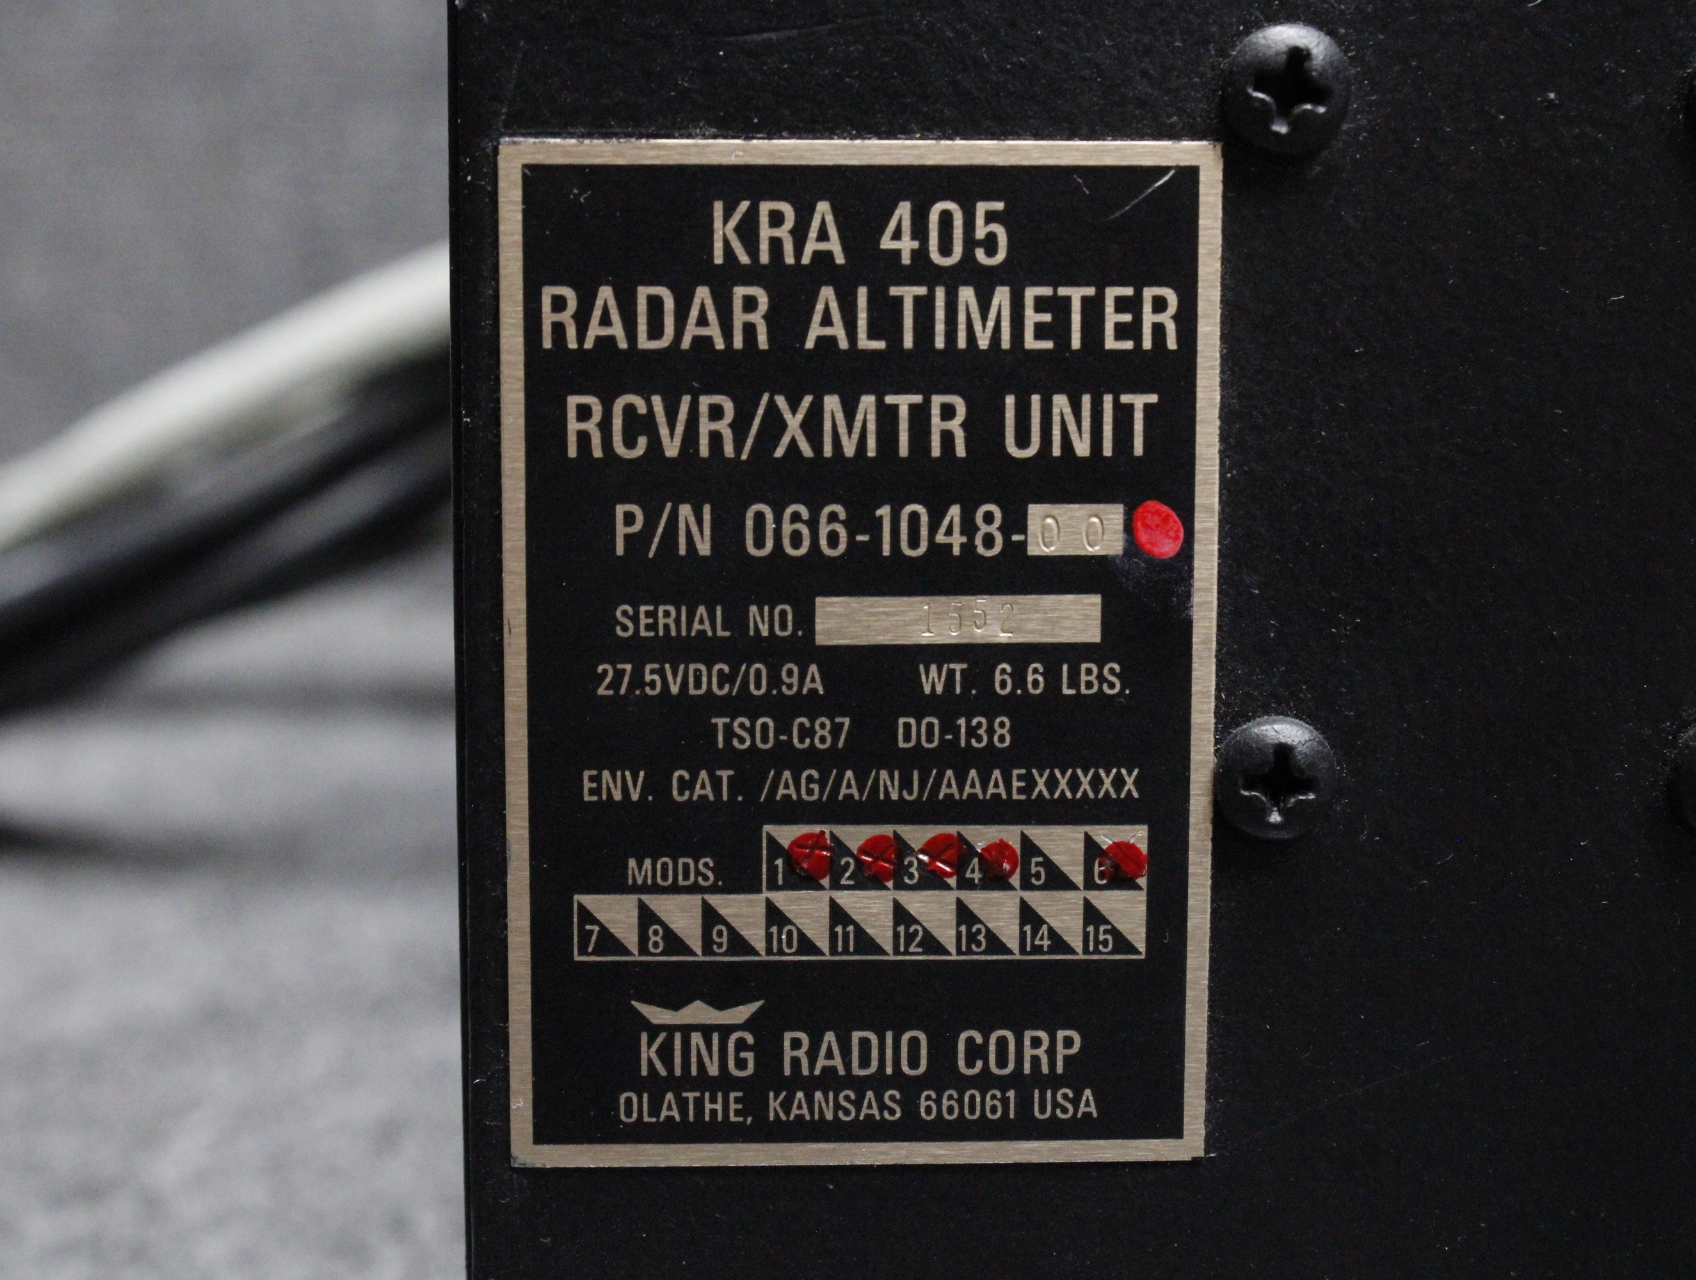 KRA 405
RADAR ALTIMETER
RCVR/XMTR UNIT
P/N 066-1048-00
SERIAL NO. 1552
27.5VDC/0.9A WT. 6.6 LBS.
TSO-C87 DO-138
ENV. CAT. /AG/A/NJ/AAAEXXXXX
MODS. 1 2 3 4 5 6
7 8 9 10 11 12 13 14 15
KING RADIO CORP
OLATHE, KANSAS 66061 USA